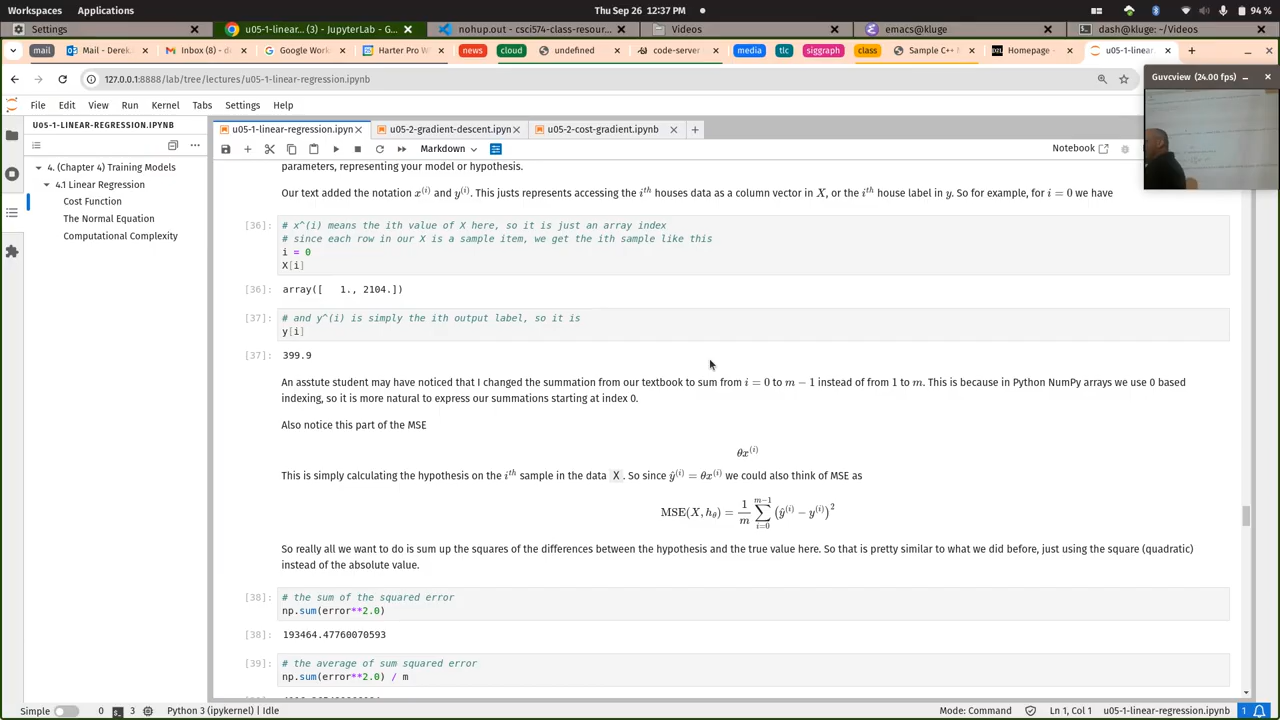 Workspaces Applications Thu Sep 26 12:37 PM 94 %
Settings u05-1-linear-... (3) - JupyterLab - G... nohup.out - csci574-class-resour... Videos emacs@kluge dash@kluge: ~/Videos
mail Mail - Derek. Inbox (8) - d Google Work Harter Pro W news cloud undefined code-server media tlc siggraph class Sample C++ Homepage - u05-1-linear-
127.0.0.1:8888/lab/tree/lectures/u05-1-linear-regression.ipynb
Guvcview (24.00 fps)
File Edit View Run Kernel Tabs Settings Help
U05-1-LINEAR-REGRESSION.IPYNB
4. (Chapter 4) Training Models
4.1 Linear Regression
Cost Function
The Normal Equation
Computational Complexity
u05-1-linear-regression.ipyn u05-2-gradient-descent.ipyn u05-2-cost-gradient.ipynb
Markdown Notebook
parameters, representing your model or hypothesis.
Our text added the notation x^(i) and y^(i). This justs represents accessing the i^th houses data as a column vector in X, or the i^th house label in y. So for example, for i = 0 we have
[36]: # x^(i) means the ith value of X here, so it is just an array index
# since each row in our X is a sample item, we get the ith sample like this
i = 0
X[i]
[36]: array([ 1., 2104.])
[37]: # and y^(i) is simply the ith output label, so it is
y[i]
[37]: 399.9
An asstute student may have noticed that I changed the summation from our textbook to sum from i = 0 to m − 1 instead of from 1 to m. This is because in Python NumPy arrays we use 0 based
indexing, so it is more natural to express our summations starting at index 0.
Also notice this part of the MSE
θx^(i)
This is simply calculating the hypothesis on the i^th sample in the data X. So since ŷ^(i) = θx^(i) we could also think of MSE as
MSE(X, h_θ) = 1/m ∑_{i=0}^{m−1} (ŷ^(i) − y^(i))^2
So really all we want to do is sum up the squares of the differences between the hypothesis and the true value here. So that is pretty similar to what we did before, just using the square (quadratic)
instead of the absolute value.
[38]: # the sum of the squared error
np.sum(error**2.0)
[38]: 193464.47760070593
[39]: # the average of sum squared error
np.sum(error**2.0) / m
Simple 0 3 Python 3 (ipykernel) | Idle Mode: Command Ln 1, Col 1 u05-1-linear-regression.ipynb 1